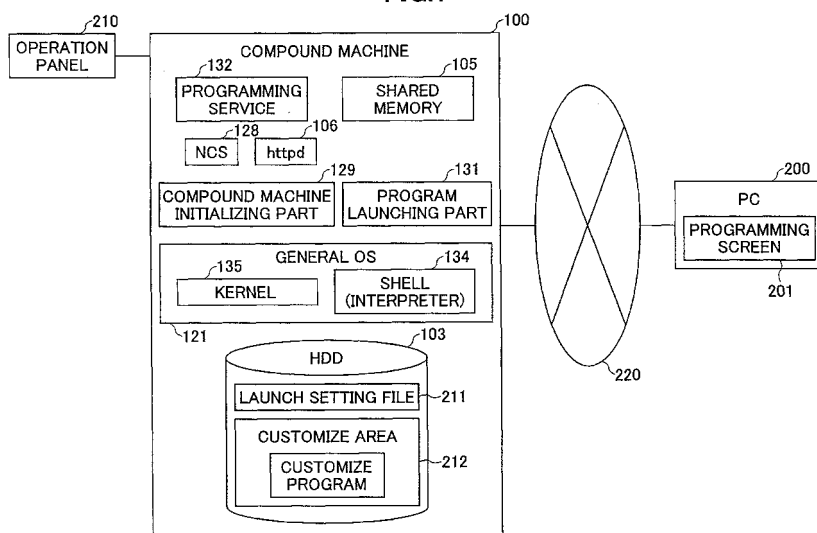 210
OPERATION
PANEL
100
COMPOUND MACHINE
132
PROGRAMMING
SERVICE
105
SHARED
MEMORY
128
NCS
106
httpd
129
COMPOUND MACHINE
INITIALIZING PART
131
PROGRAM
LAUNCHING PART
GENERAL OS
135
KERNEL
134
SHELL
(INTERPRETER)
121
103
HDD
LAUNCH SETTING FILE
211
CUSTOMIZE AREA
CUSTOMIZE
PROGRAM
212
220
200
PC
PROGRAMMING
SCREEN
201